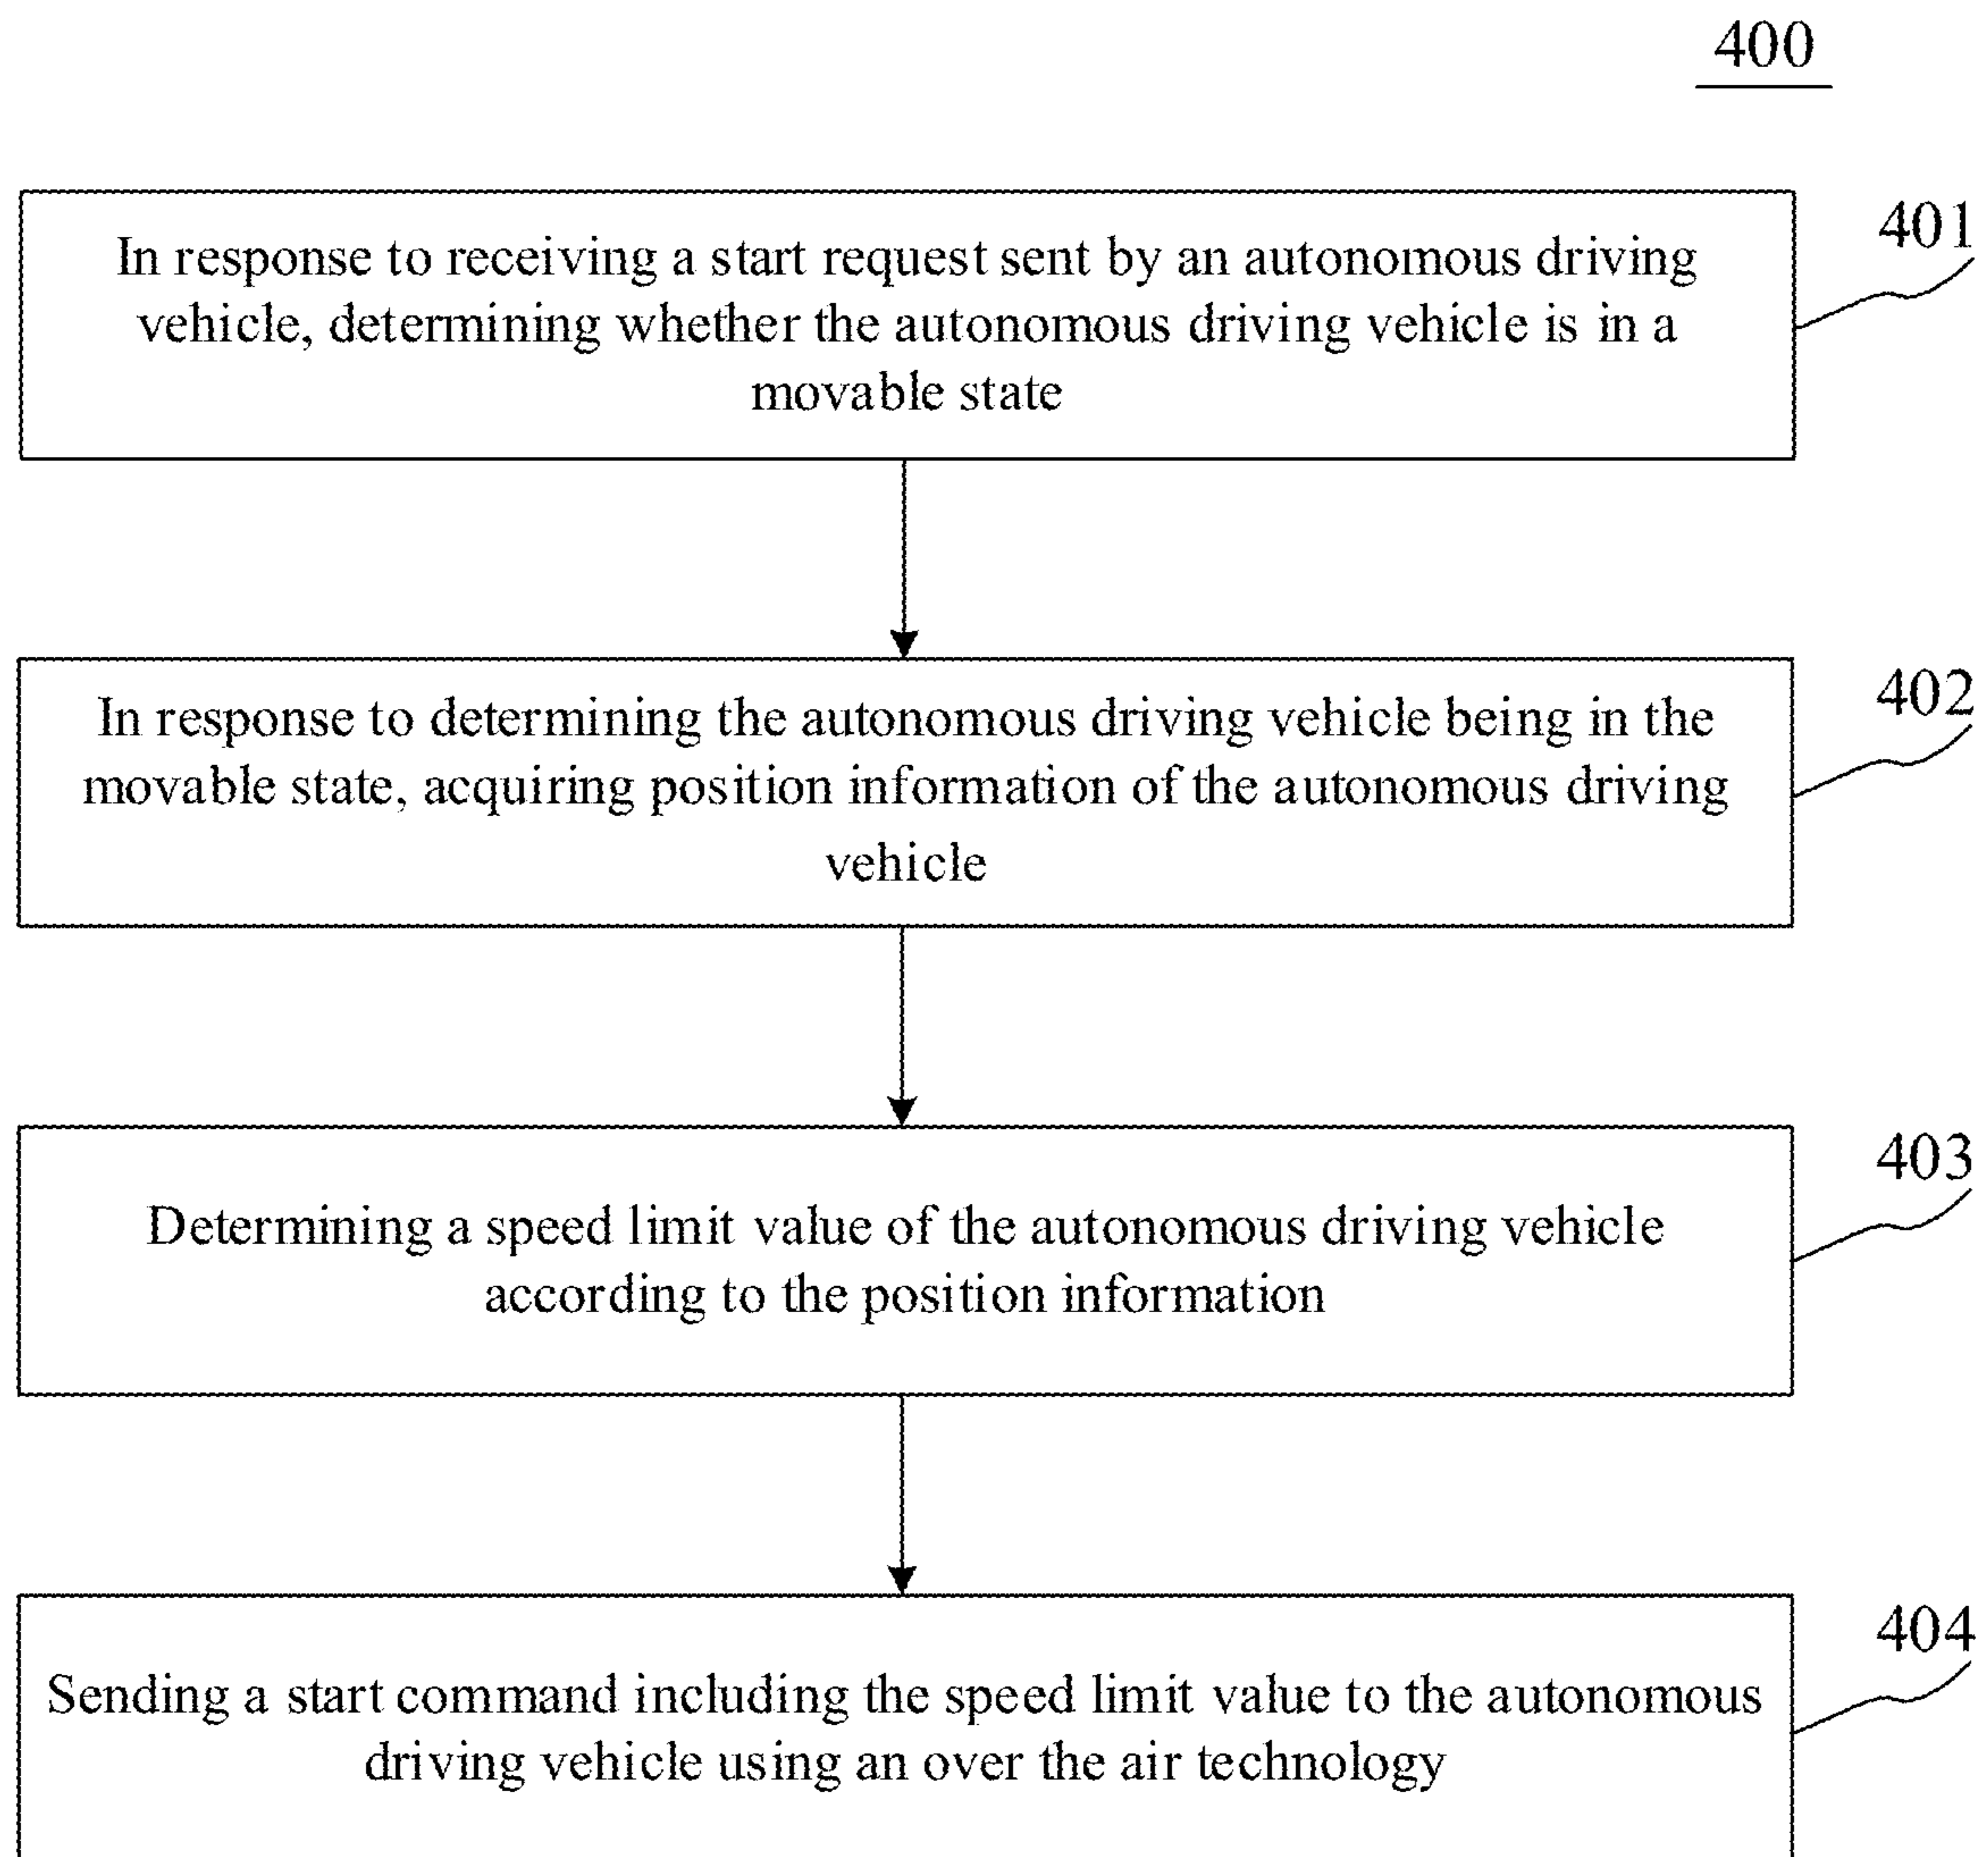 400
401
In response to receiving a start request sent by an autonomous driving
vehicle, determining whether the autonomous driving vehicle is in a
movable state
402
In response to determining the autonomous driving vehicle being in the
movable state, acquiring position information of the autonomous driving
vehicle
403
Determining a speed limit value of the autonomous driving vehicle
according to the position information
404
Sending a start command including the speed limit value to the autonomous
driving vehicle using an over the air technology